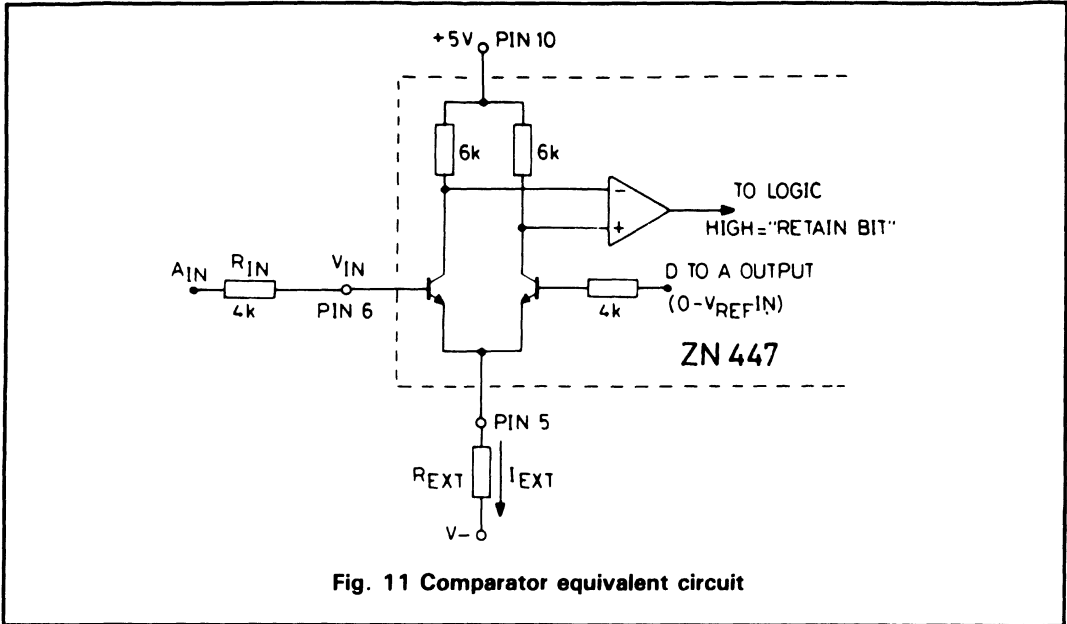 +5V PIN 10
6k 6k
TO LOGIC
HIGH="RETAIN BIT"
-
+
AIN RIN VIN
4k PIN 6
D TO A OUTPUT
4k (0-VREFIN)
ZN 447
PIN 5
REXT IEXT
V-
Fig. 11 Comparator equivalent circuit